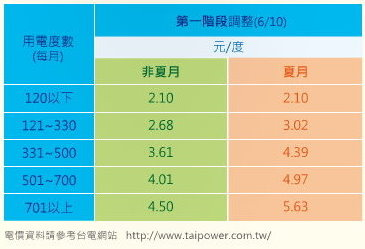 用電度數
(每月)
第一階段調整(6/10)
元/度
非夏月 夏月
120以下 2.10 2.10
121~330 2.68 3.02
331~500 3.61 4.39
501~700 4.01 4.97
701以上 4.50 5.63
電價資料請參考台電網站 http://www.taipower.com.tw/